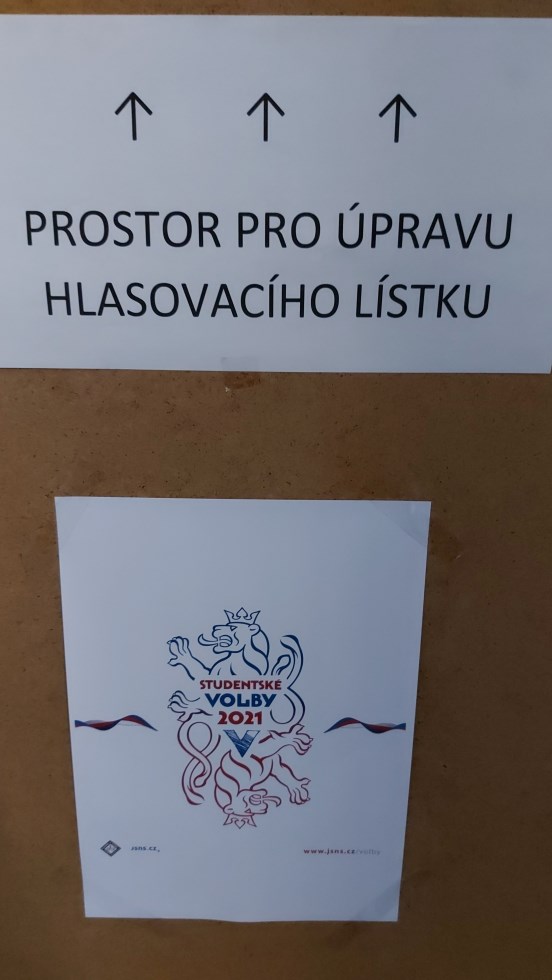 PROSTOR PRO ÚPRAVU
HLASOVACÍHO LÍSTKU
STUDENTSKÉ
VOLBY
2021
jsns.cz
www.jsns.cz/volby